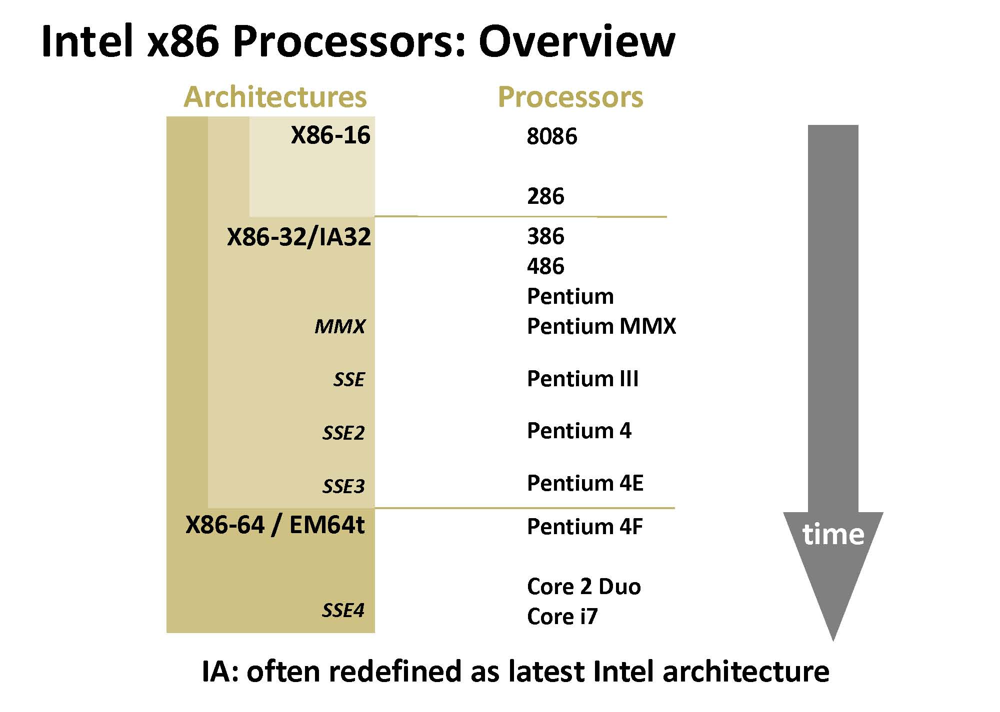 Intel x86 Processors: Overview
Architectures Processors
X86-16 8086
286
X86-32/IA32 386
486
Pentium
MMX Pentium MMX
SSE Pentium III
SSE2 Pentium 4
SSE3 Pentium 4E
X86-64 / EM64t Pentium 4F
time
Core 2 Duo
SSE4 Core i7
IA: often redefined as latest Intel architecture